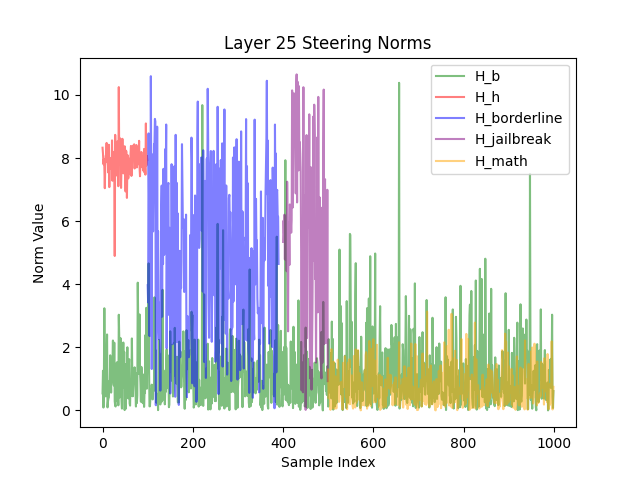 Layer 25 Steering Norms
H_b
H_h
H_borderline
H_jailbreak
H_math
Norm Value
10
8
6
4
2
0
0 200 400 600 800 1000
Sample Index